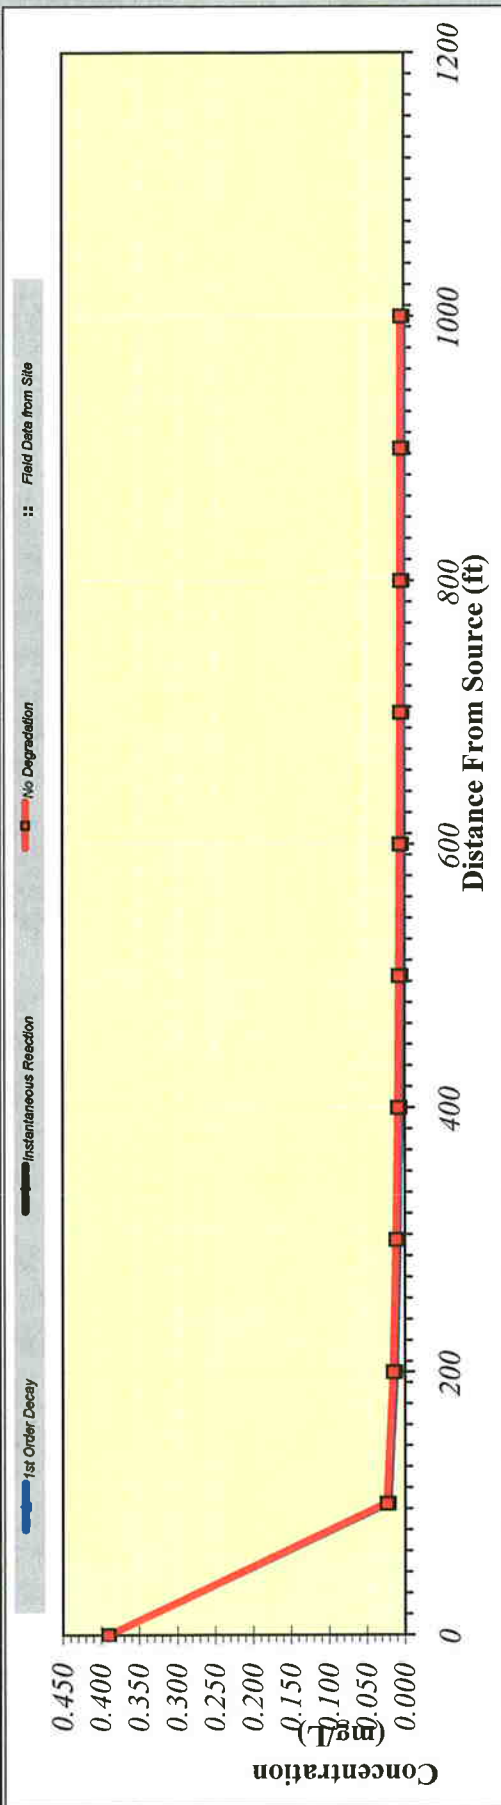 1st Order Decay
Instantaneous Reaction
No Degradation
Field Data from Site
Concentration
(mg/L)
0.450
0.400
0.350
0.300
0.250
0.200
0.150
0.100
0.050
0.000
0
200
400
600
800
1000
1200
Distance From Source (ft)